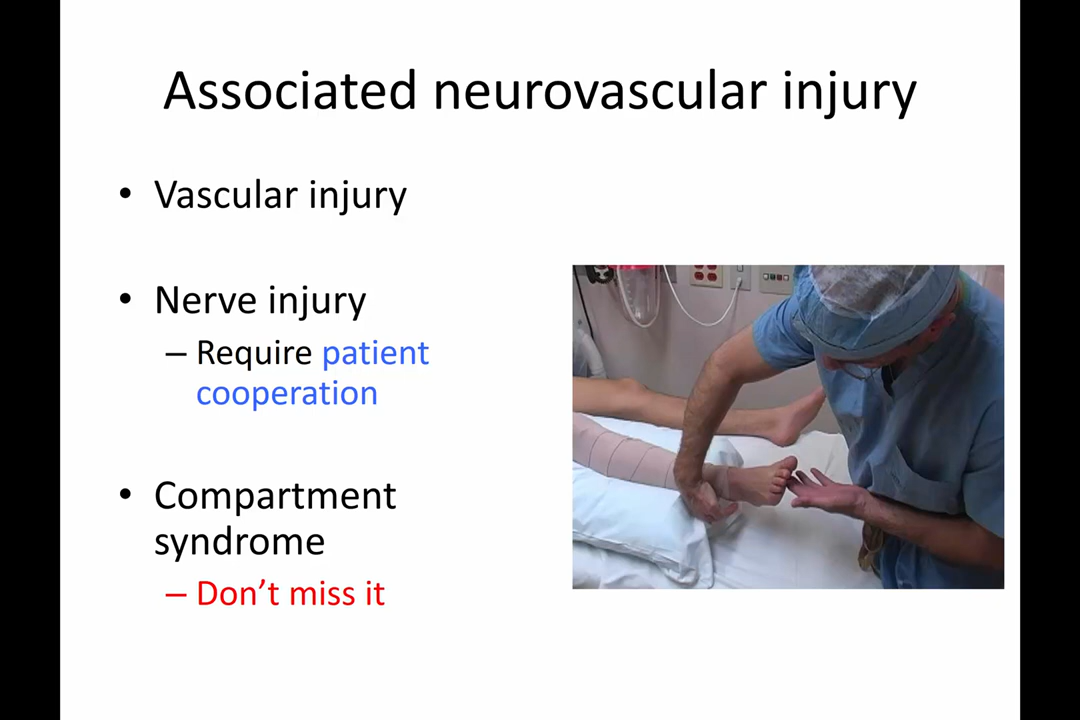 Associated neurovascular injury
• Vascular injury
• Nerve injury
– Require patient
cooperation
• Compartment
syndrome
– Don’t miss it